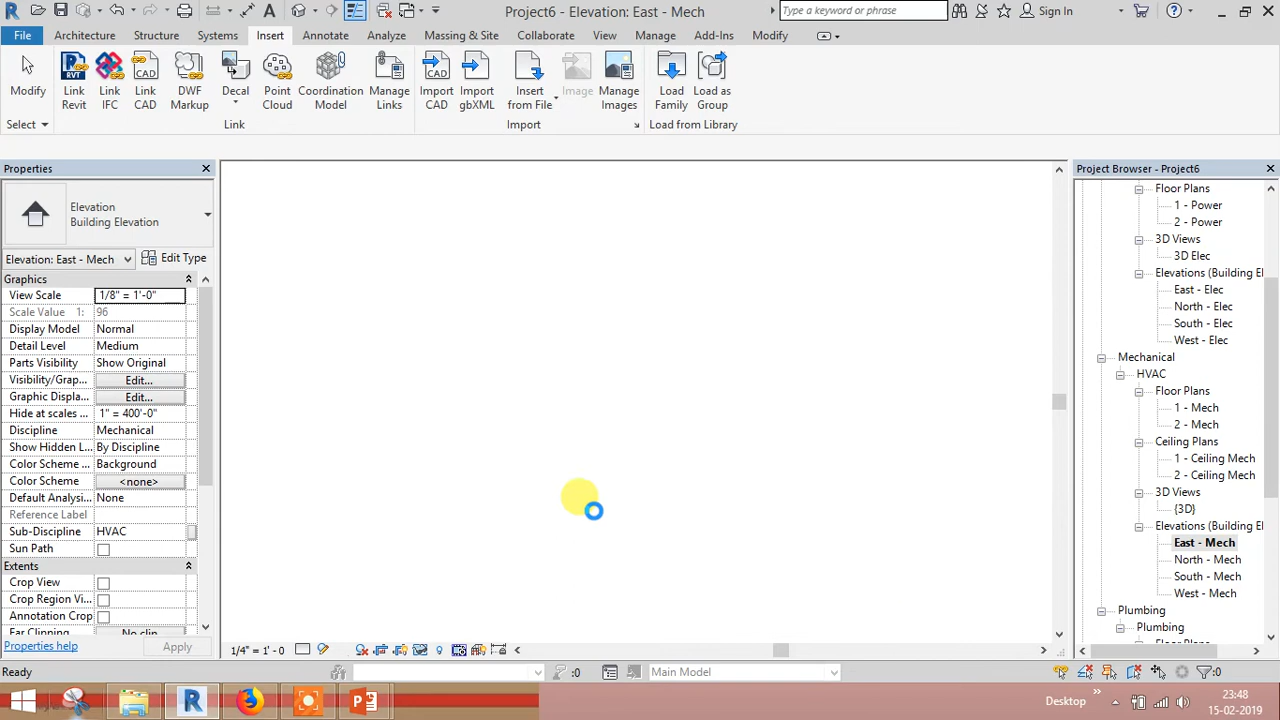 Project6 - Elevation: East - Mech
Type a keyword or phrase
Sign In
File
Architecture
Structure
Systems
Insert
Annotate
Analyze
Massing & Site
Collaborate
View
Manage
Add-Ins
Modify
Modify
Link Revit
Link IFC
Link CAD
DWF Markup
Decal
Point Cloud
Coordination Model
Manage Links
Import CAD
Import gbXML
Insert from File
Image
Manage Images
Load Family
Load as Group
Select
Link
Import
Load from Library
Properties
Elevation
Building Elevation
Elevation: East - Mech
Edit Type
Graphics
View Scale 1/8" = 1'-0"
Scale Value 1: 96
Display Model Normal
Detail Level Medium
Parts Visibility Show Original
Visibility/Grap... Edit...
Graphic Displa... Edit...
Hide at scales ... 1" = 400'-0"
Discipline Mechanical
Show Hidden L... By Discipline
Color Scheme ... Background
Color Scheme <none>
Default Analysi... None
Reference Label
Sub-Discipline HVAC
Sun Path
Extents
Crop View
Crop Region Vi...
Annotation Crop
Far Clipping No clip
Properties help
Apply
1/4" = 1' - 0
Project Browser - Project6
Floor Plans
1 - Power
2 - Power
3D Views
3D Elec
Elevations (Building El
East - Elec
North - Elec
South - Elec
West - Elec
Mechanical
HVAC
Floor Plans
1 - Mech
2 - Mech
Ceiling Plans
1 - Ceiling Mech
2 - Ceiling Mech
3D Views
{3D}
Elevations (Building El
East - Mech
North - Mech
South - Mech
West - Mech
Plumbing
Plumbing
Floor Plans
Ready
:0
Main Model
:0
Desktop
23:48
15-02-2019